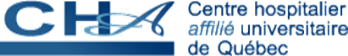 CHA
Centre hospitalier
affilié universitaire
de Québec